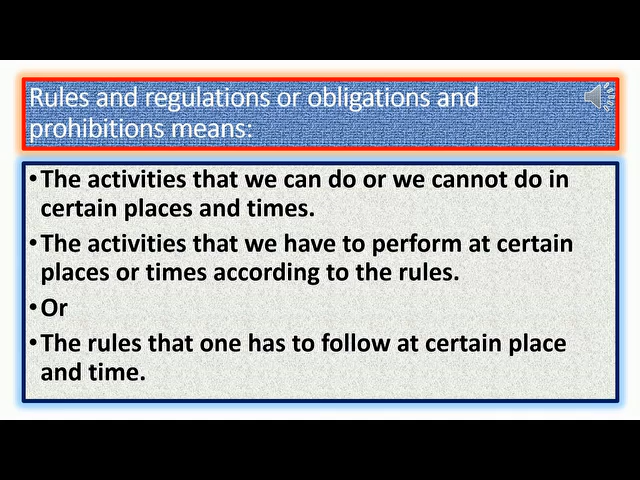 Rules and regulations or obligations and
prohibitions means:
•The activities that we can do or we cannot do in
certain places and times.
•The activities that we have to perform at certain
places or times according to the rules.
•Or
•The rules that one has to follow at certain place
and time.